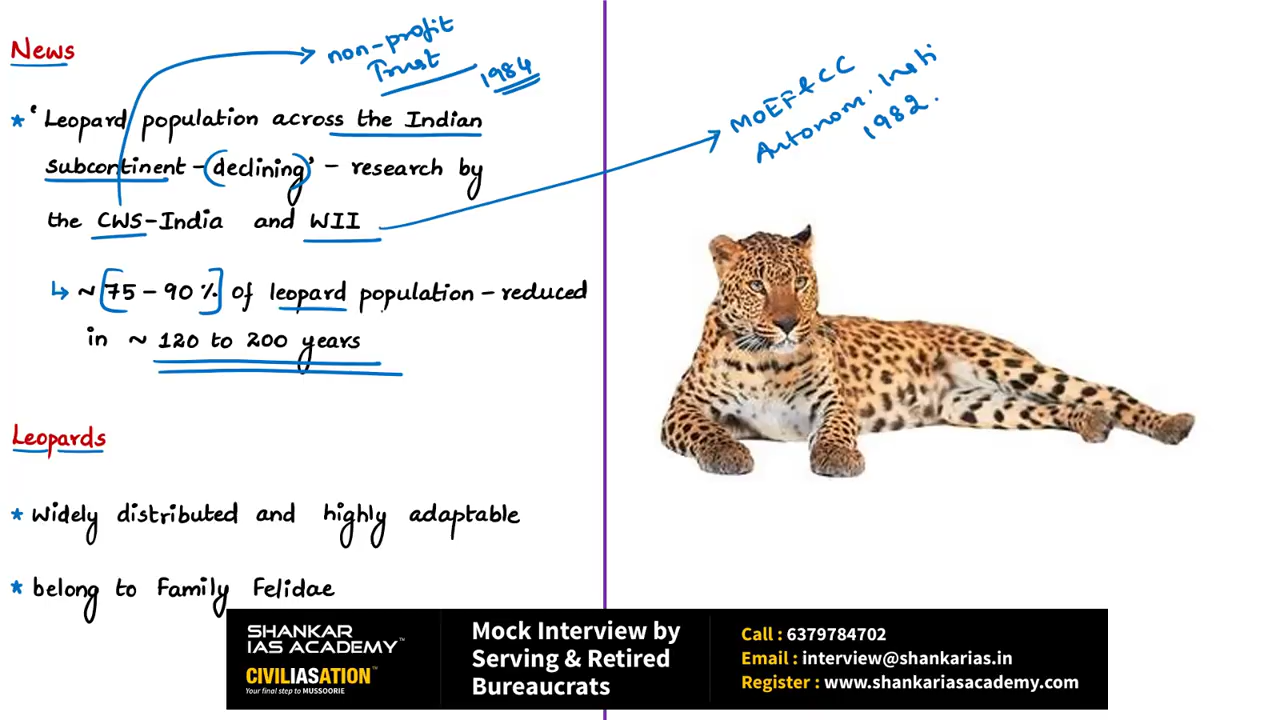 News
non-profit
Trust
1984
* 'Leopard population across the Indian
subcontinent - (declining)' - research by
the CWS-India and WII
↳ ~ [75 - 90 %] of leopard population - reduced
in ~ 120 to 200 years
MOEF&CC
Autonom. Insti
1982.
Leopards
* Widely distributed and highly adaptable
* belong to Family Felidae
SHANKAR
IAS ACADEMY™
CIVILIASATION™
Your final step to MUSSOORIE
Mock Interview by
Serving & Retired
Bureaucrats
Call : 6379784702
Email : interview@shankarias.in
Register : www.shankariasacademy.com